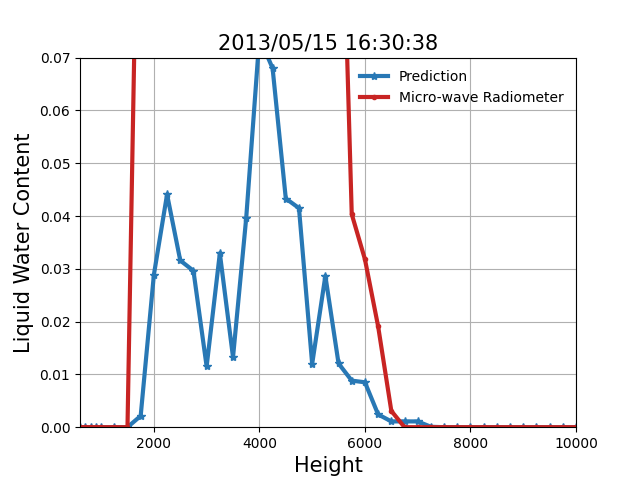 2013/05/15 16:30:38
Prediction
Micro-wave Radiometer
0.07
0.06
0.05
0.04
0.03
0.02
0.01
0.00
Liquid Water Content
2000 4000 6000 8000 10000
Height